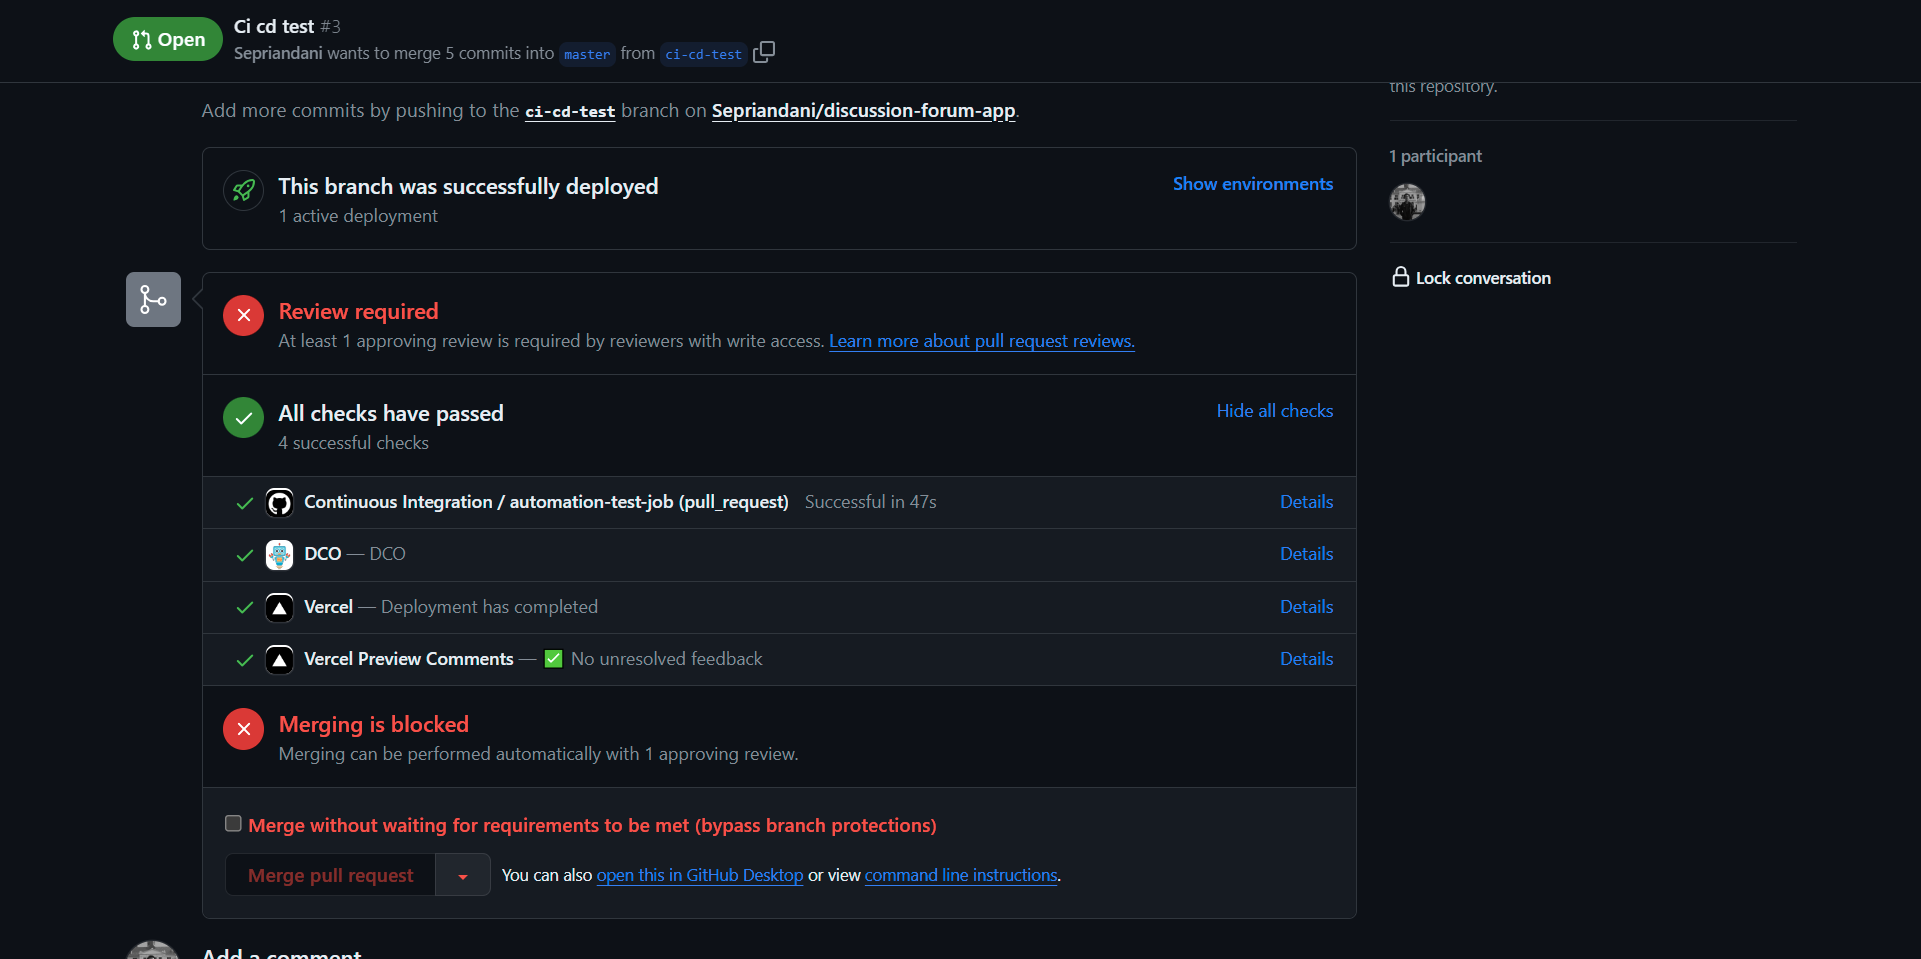 Open
Ci cd test #3
Sepriandani wants to merge 5 commits into master from ci-cd-test
this repository.
Add more commits by pushing to the ci-cd-test branch on Sepriandani/discussion-forum-app.
1 participant
This branch was successfully deployed
Show environments
1 active deployment
Lock conversation
Review required
At least 1 approving review is required by reviewers with write access. Learn more about pull request reviews.
All checks have passed
Hide all checks
4 successful checks
Continuous Integration / automation-test-job (pull_request) Successful in 47s Details
DCO — DCO Details
Vercel — Deployment has completed Details
Vercel Preview Comments — ✅ No unresolved feedback Details
Merging is blocked
Merging can be performed automatically with 1 approving review.
Merge without waiting for requirements to be met (bypass branch protections)
Merge pull request You can also open this in GitHub Desktop or view command line instructions.
Add a comment